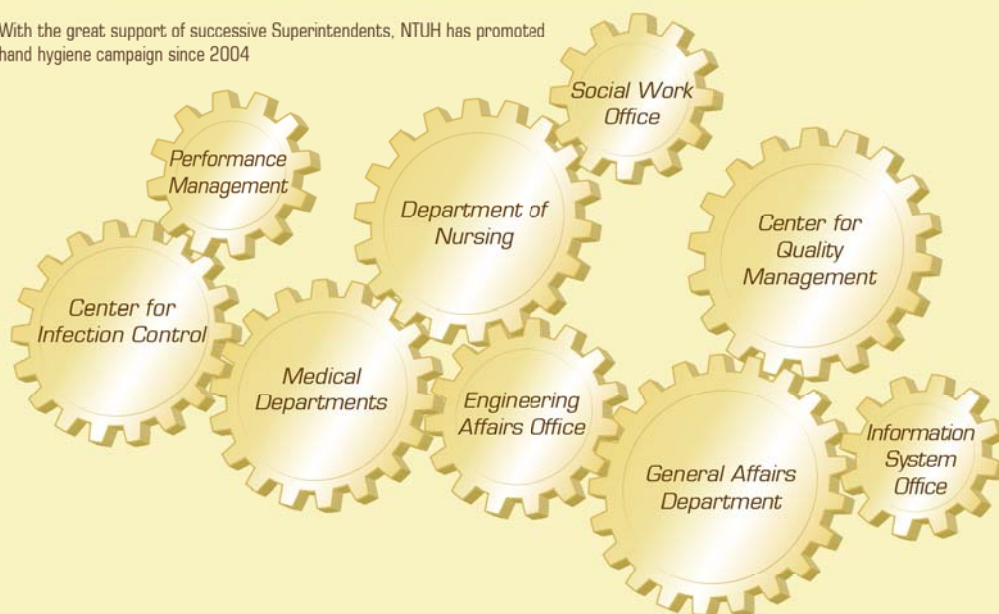 With the great support of successive Superintendents, NTUH has promoted
hand hygiene campaign since 2004
Social Work
Office
Performance
Management
Department of
Nursing
Center for
Quality
Management
Center for
Infection Control
Medical
Departments
Engineering
Affairs Office
General Affairs
Department
Information
System
Office